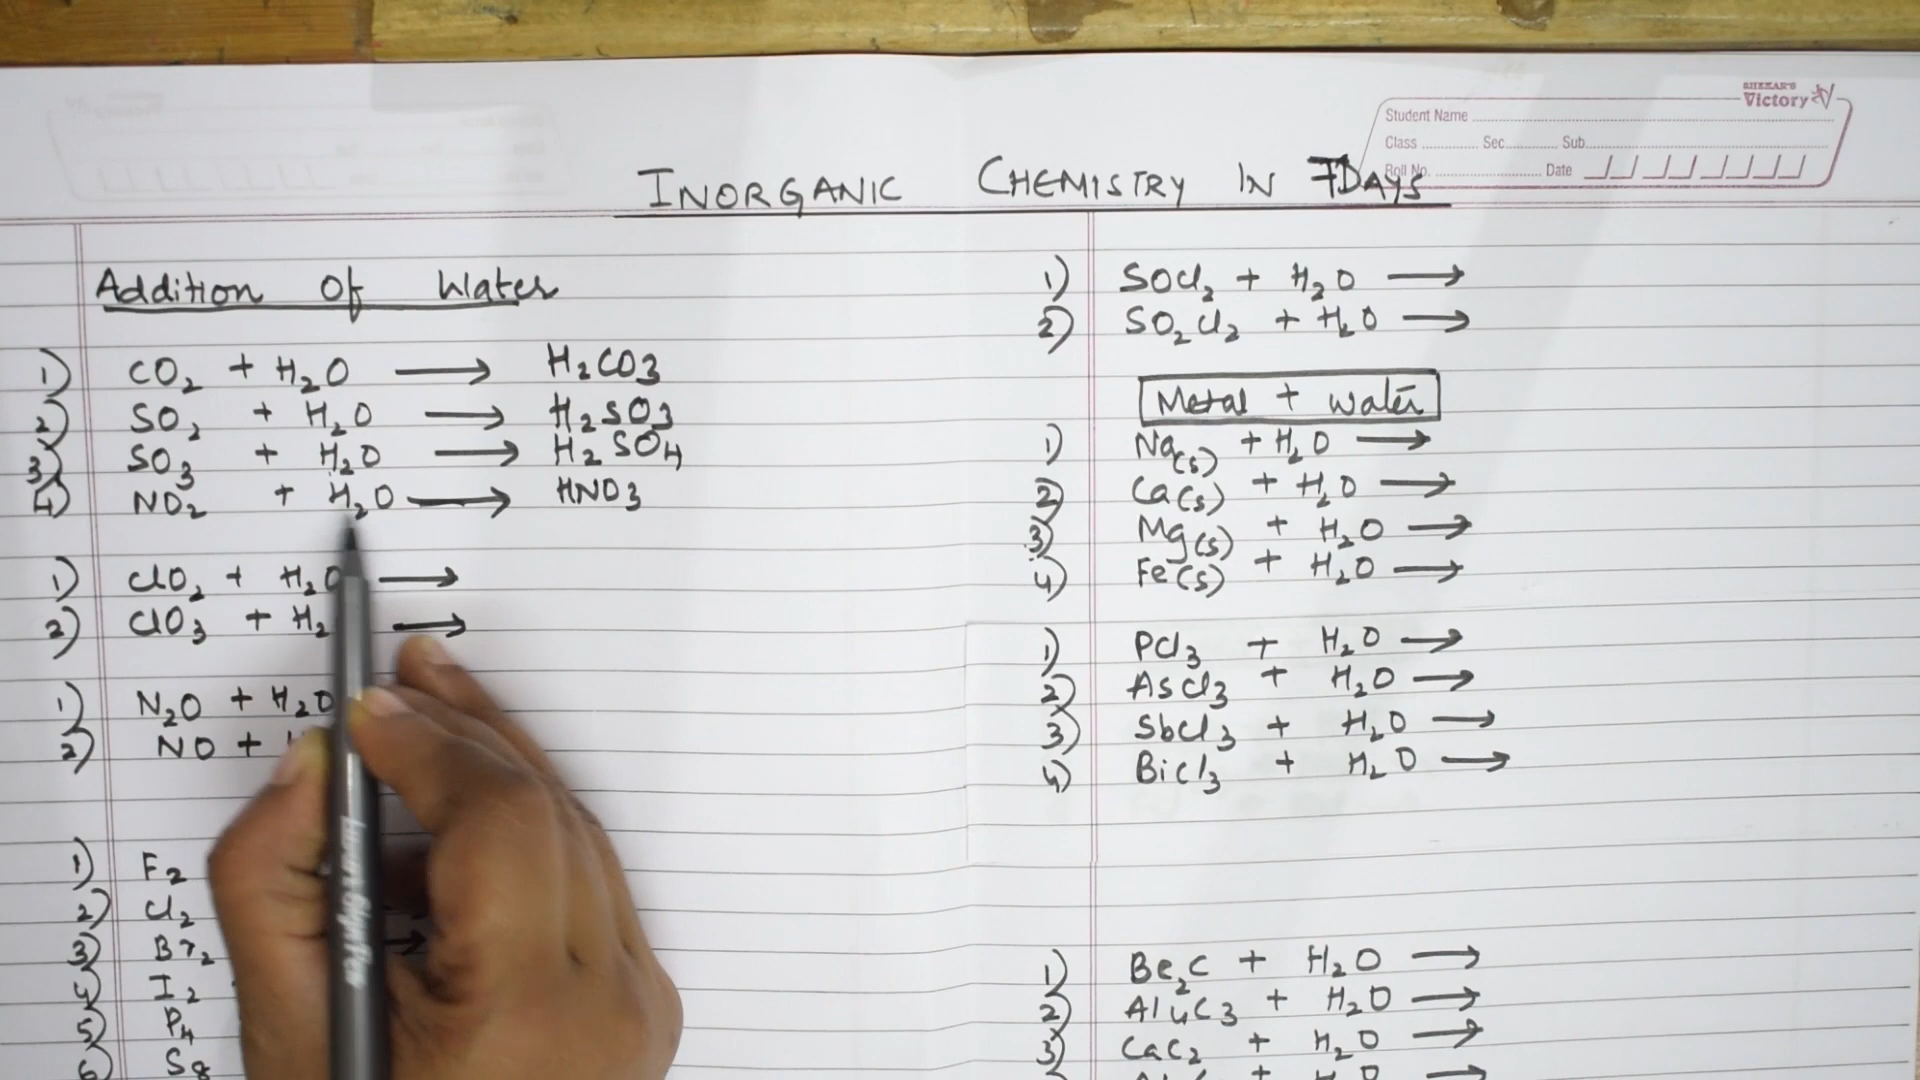 SHEKAR'S
Victory
Student Name
Class Sec Sub
Roll No. Date
INORGANIC CHEMISTRY IN 7DAYS
Addition Of Water
1) CO₂ + H₂O ⟶ H₂CO3
2) SO₂ + H₂O ⟶ H₂SO3
3) SO3 + H₂O ⟶ H₂SO4
4) NO₂ + H₂O ⟶ HNO3
1) ClO₂ + H₂O ⟶
2) ClO3 + H₂ ⟶
1) N₂O + H₂O
2) NO +
1) F₂
2) Cl₂
3) Br₂ ⟶
4) I₂
5) P4
6) S8
1) SOCl₂ + H₂O ⟶
2) SO₂Cl₂ + H₂O ⟶
Metal + Water
1) Na(s) + H₂O ⟶
2) Ca(s) + H₂O ⟶
3) Mg(s) + H₂O ⟶
4) Fe(s) + H₂O ⟶
1) PCl3 + H₂O ⟶
2) AsCl3 + H₂O ⟶
3) SbCl3 + H₂O ⟶
4) BiCl3 + H₂O ⟶
1) Be₂C + H₂O ⟶
2) Al4C3 + H₂O ⟶
3) CaC₂ + H₂O ⟶